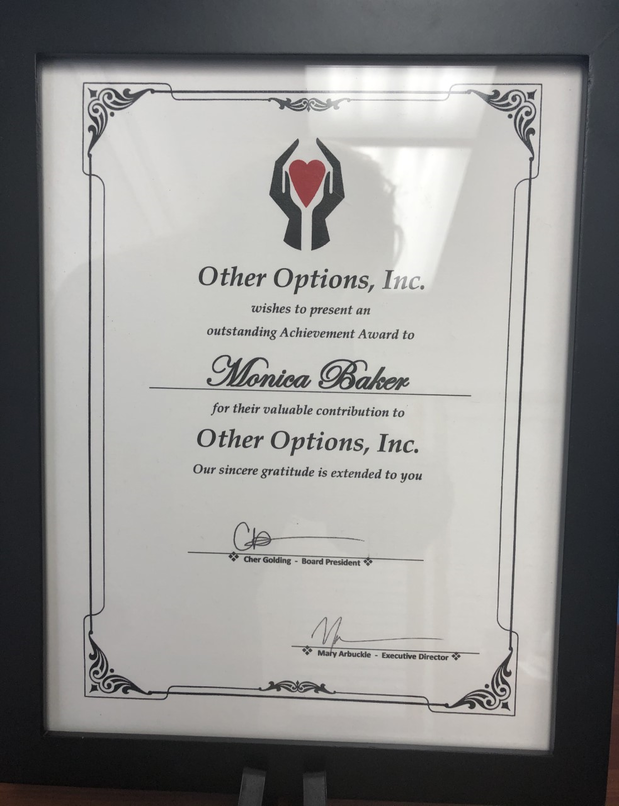 Other Options, Inc.
wishes to present an
outstanding Achievement Award to
Monica Baker
for their valuable contribution to
Other Options, Inc.
Our sincere gratitude is extended to you
Cher Golding - Board President
Mary Arbuckle - Executive Director